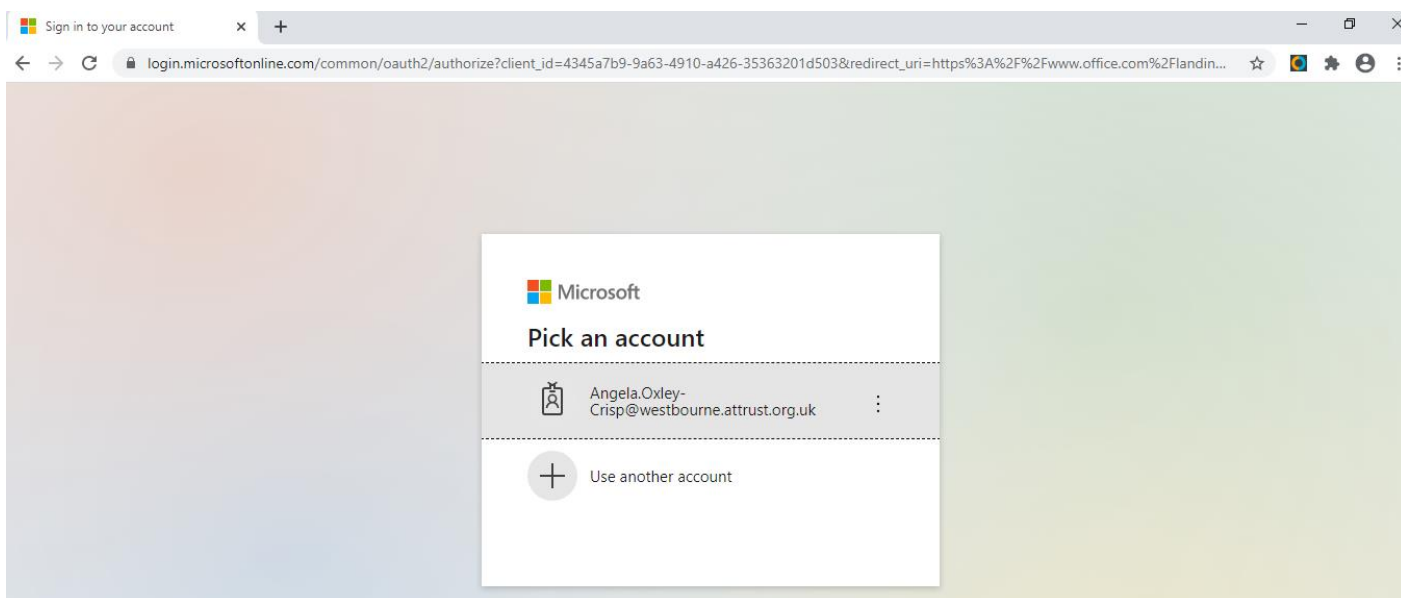 Sign in to your account
login.microsoftonline.com/common/oauth2/authorize?client_id=4345a7b9-9a63-4910-a426-35363201d503&redirect_uri=https%3A%2F%2Fwww.office.com%2Flandin...
Microsoft
Pick an account
Angela.Oxley-
Crisp@westbourne.attrust.org.uk
Use another account